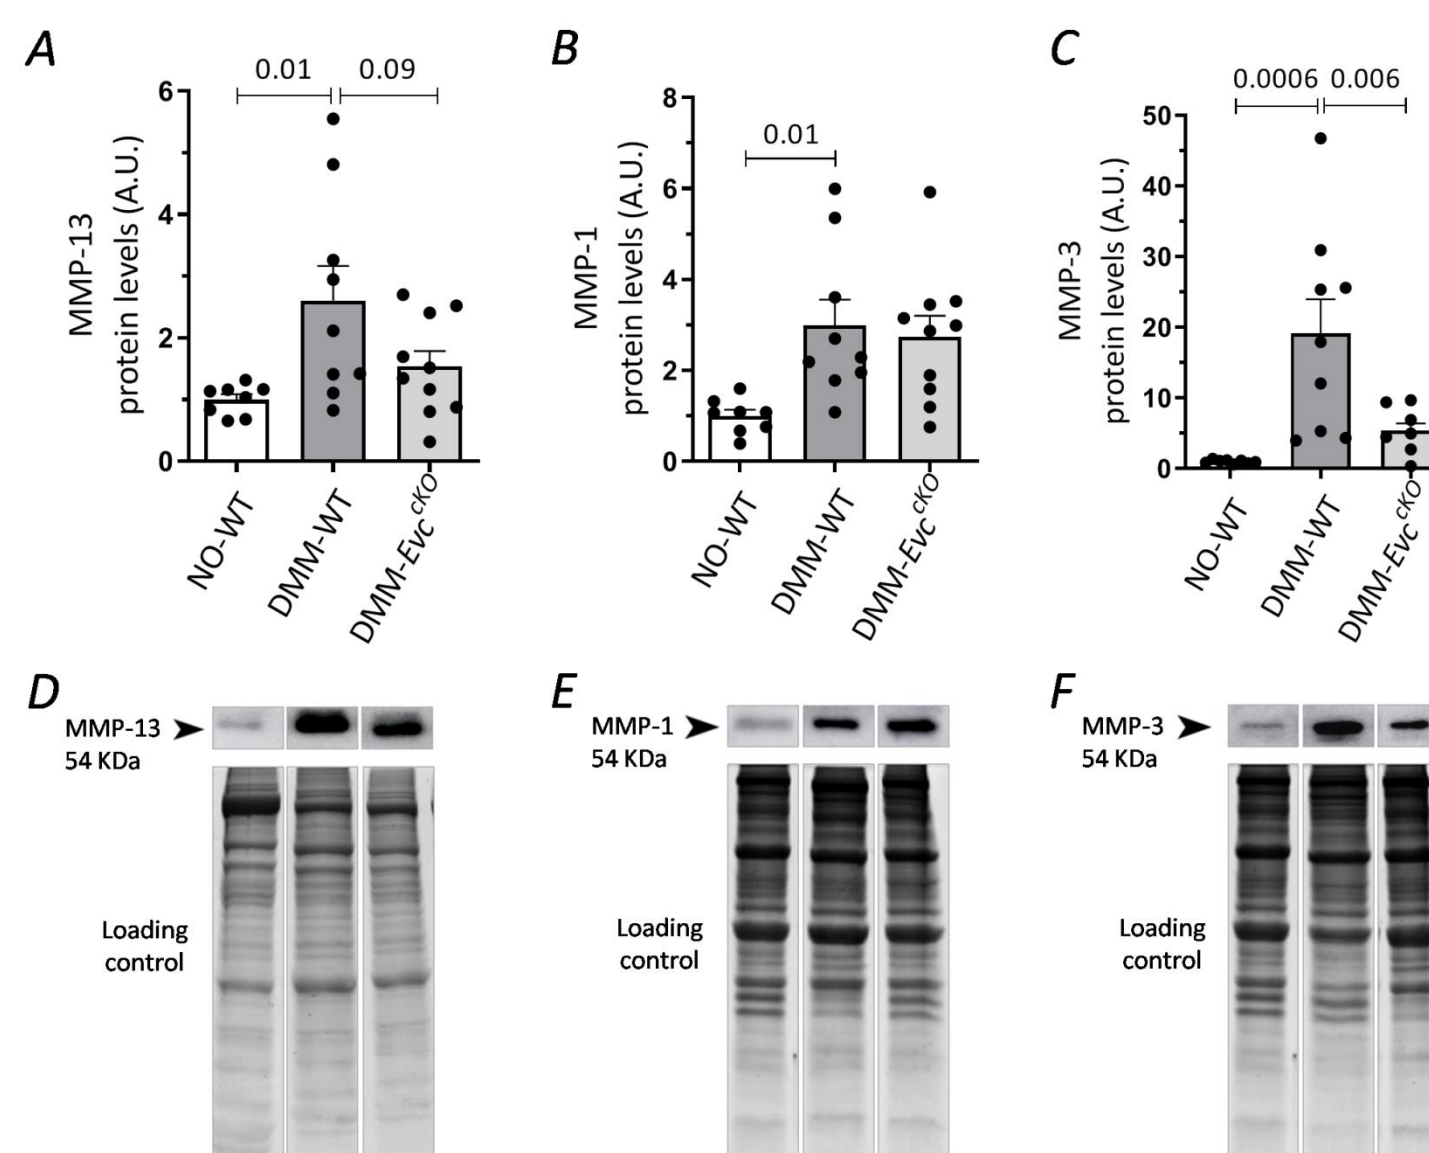 A
0.01
0.09
MMP-13
protein levels (A.U.)
6
4
2
0
NO-WT
DMM-WT
DMM-Evc cKO
B
0.01
MMP-1
protein levels (A.U.)
8
6
4
2
0
NO-WT
DMM-WT
DMM-Evc cKO
C
0.0006
0.006
MMP-3
protein levels (A.U.)
50
40
30
20
10
0
NO-WT
DMM-WT
DMM-Evc cKO
D
MMP-13
54 KDa
Loading
control
E
MMP-1
54 KDa
Loading
control
F
MMP-3
54 KDa
Loading
control